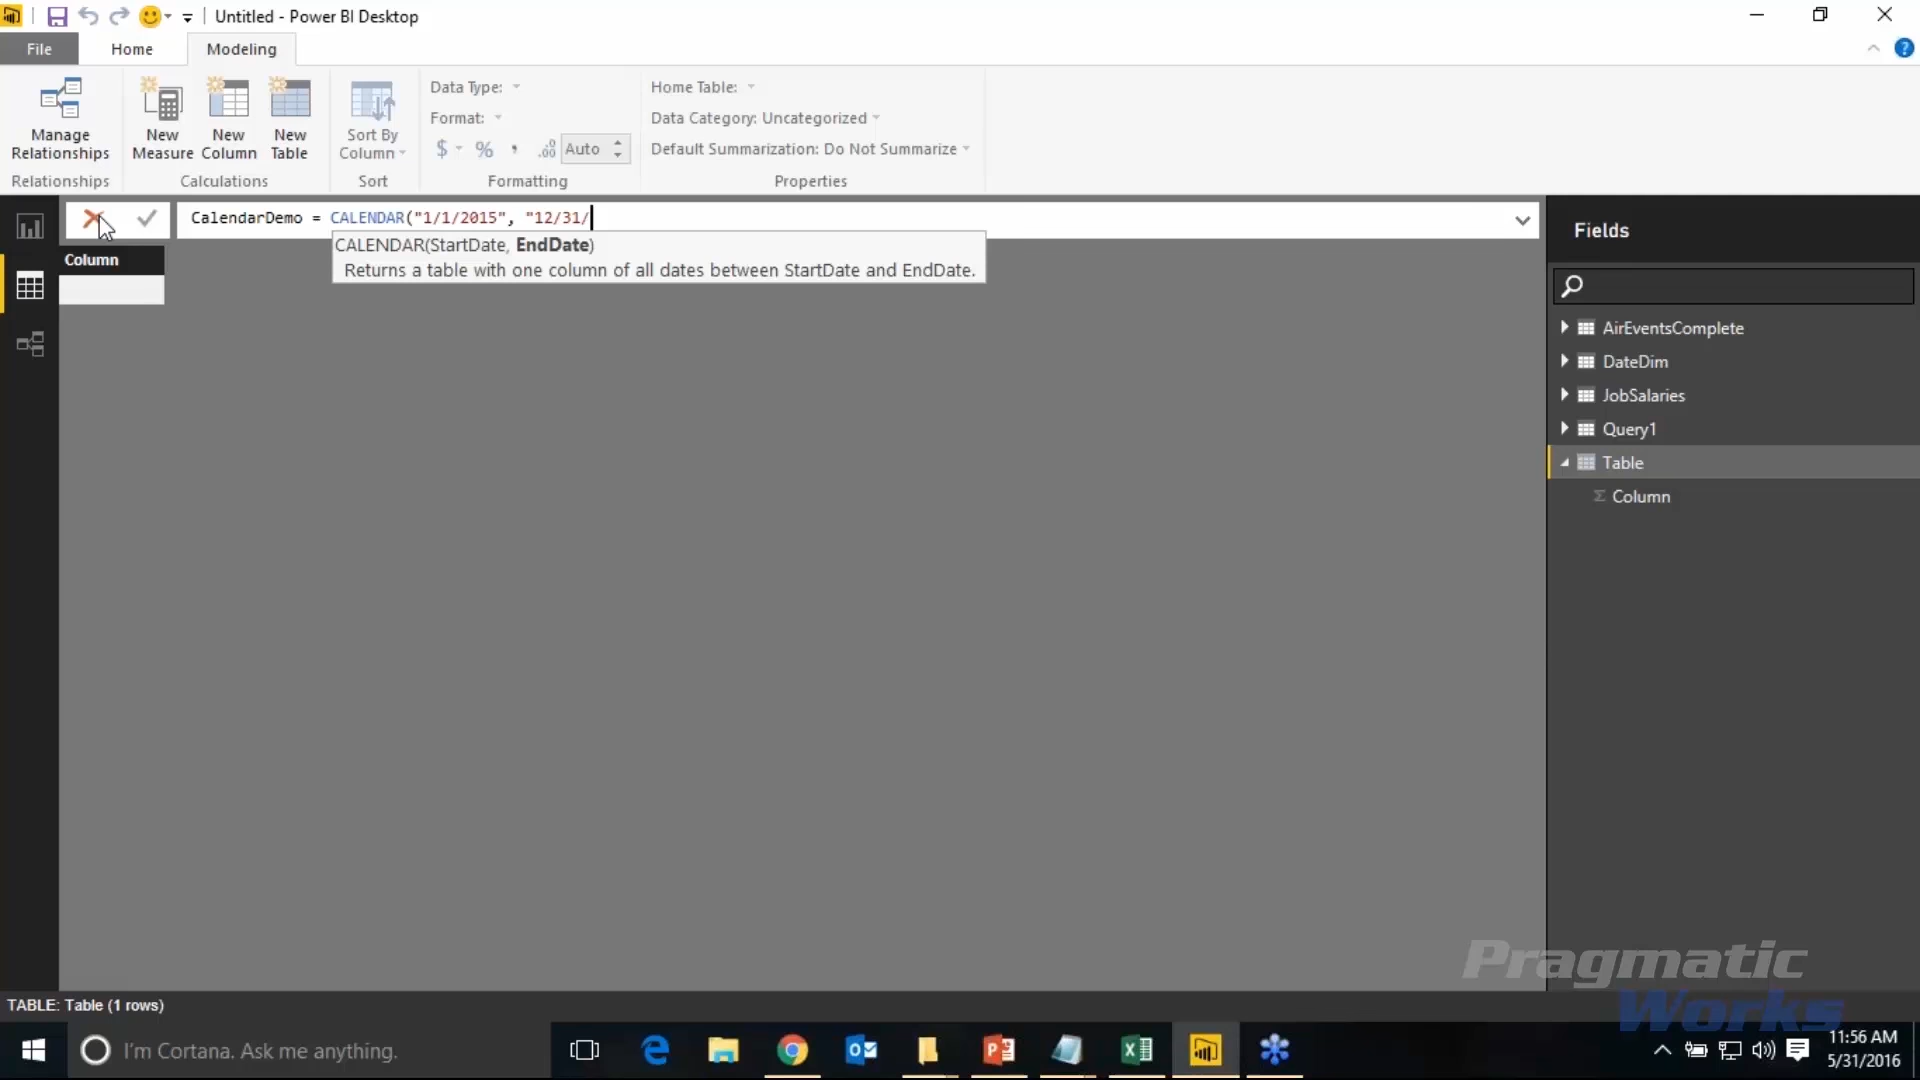 Untitled - Power BI Desktop
File Home Modeling
Manage Relationships
New Measure
New Column
New Table
Sort By Column
Data Type:
Format:
$ % , .00 Auto
Home Table:
Data Category: Uncategorized
Default Summarization: Do Not Summarize
Relationships Calculations Sort Formatting Properties
CalendarDemo = CALENDAR("1/1/2015", "12/31/
CALENDAR(StartDate, EndDate)
Returns a table with one column of all dates between StartDate and EndDate.
Column
Fields
AirEventsComplete
DateDim
JobSalaries
Query1
Table
Σ Column
Pragmatic
Works
TABLE: Table (1 rows)
I'm Cortana. Ask me anything.
11:56 AM
5/31/2016